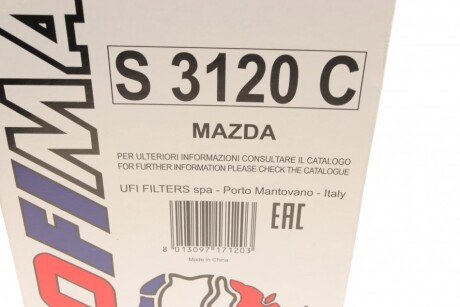 S 3120 C
MAZDA
PER ULTERIORI INFORMAZIONI CONSULTARE IL CATALOGO
FOR FURTHER INFORMATION PLEASE CHECK THE CATALOGUE
UFI FILTERS spa - Porto Mantovano - Italy
EAC
8 013097 171203
Made in China
OFIMA